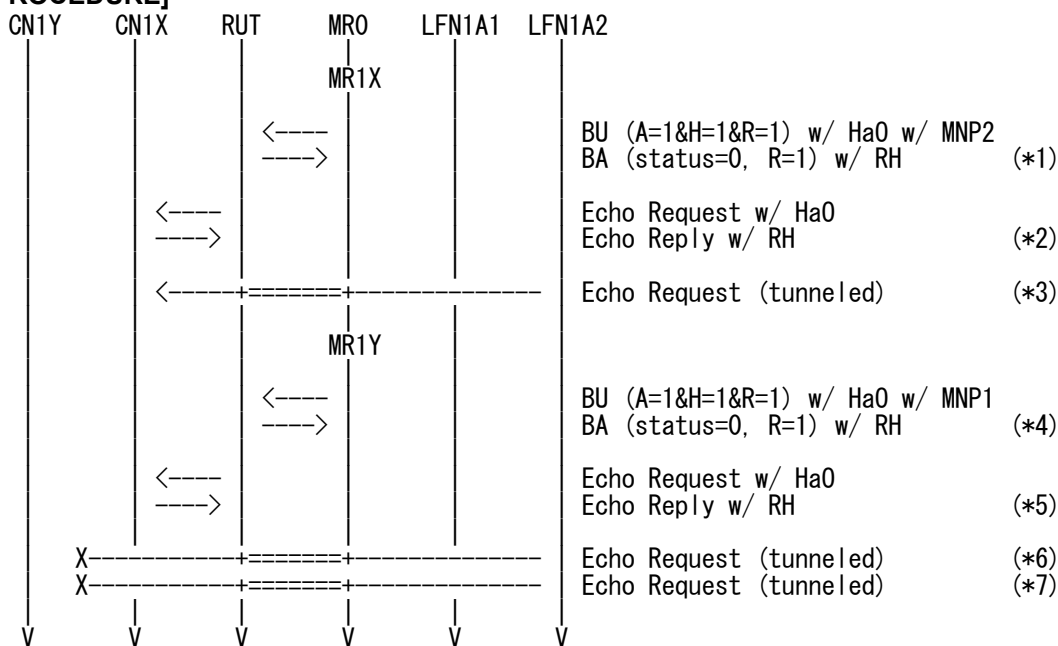 ROCEDURE]
CN1Y CN1X RUT MR0 LFN1A1 LFN1A2
MR1X
<---- BU (A=1&H=1&R=1) w/ HaO w/ MNP2
----> BA (status=0, R=1) w/ RH (*1)
<---- Echo Request w/ HaO
----> Echo Reply w/ RH (*2)
<-----+=======+--------------- Echo Request (tunneled) (*3)
MR1Y
<---- BU (A=1&H=1&R=1) w/ HaO w/ MNP1
----> BA (status=0, R=1) w/ RH (*4)
<---- Echo Request w/ HaO
----> Echo Reply w/ RH (*5)
X-----------+=======+--------------- Echo Request (tunneled) (*6)
X-----------+=======+--------------- Echo Request (tunneled) (*7)
V V V V V V